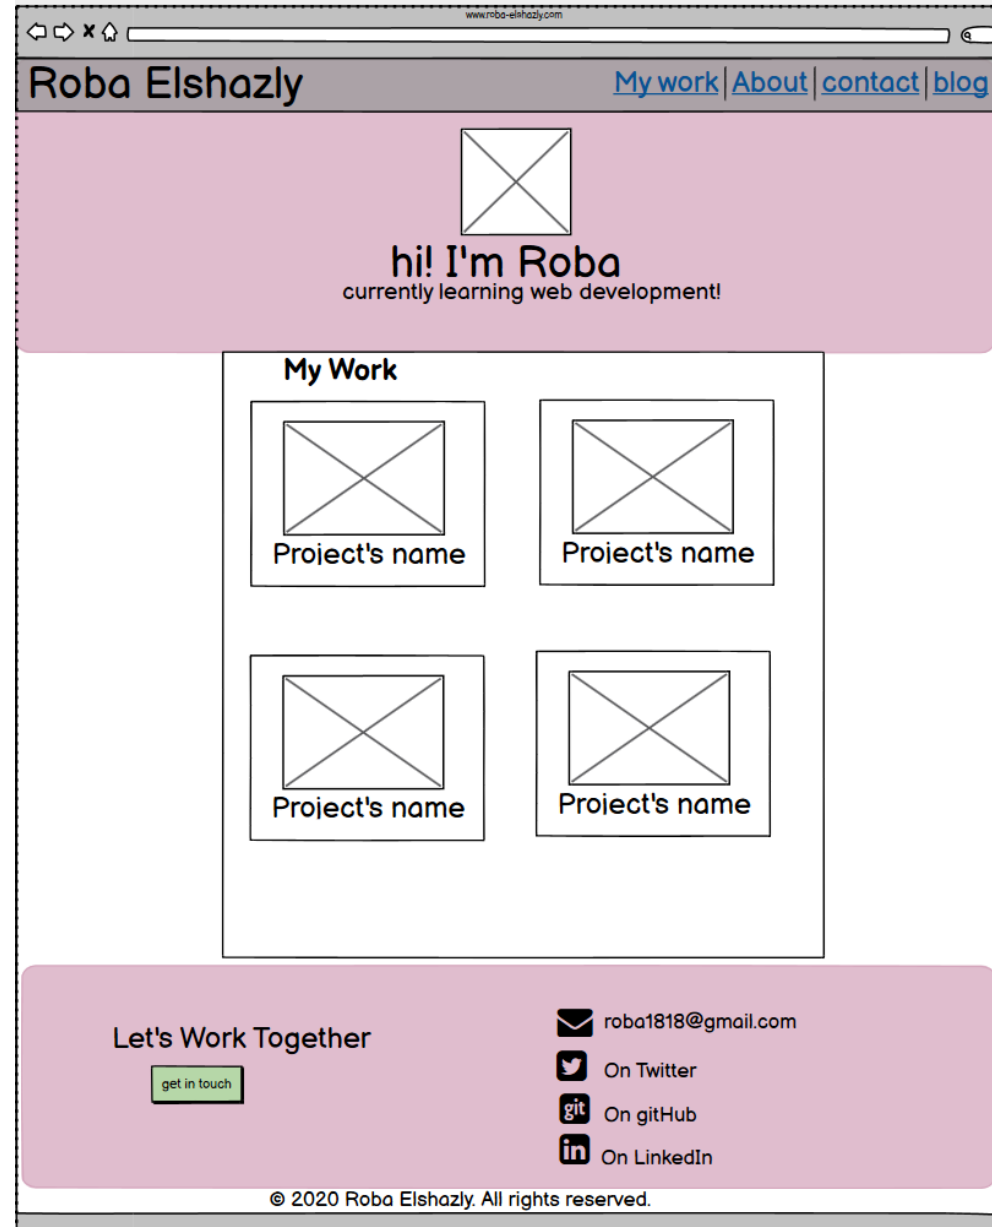 www.roba-elshazly.com
Roba Elshazly
My work | About | contact | blog
hi! I'm Roba
currently learning web development!
My Work
Project's name
Project's name
Project's name
Project's name
Let's Work Together
get in touch
roba1818@gmail.com
On Twitter
git
On gitHub
in
On LinkedIn
© 2020 Roba Elshazly. All rights reserved.